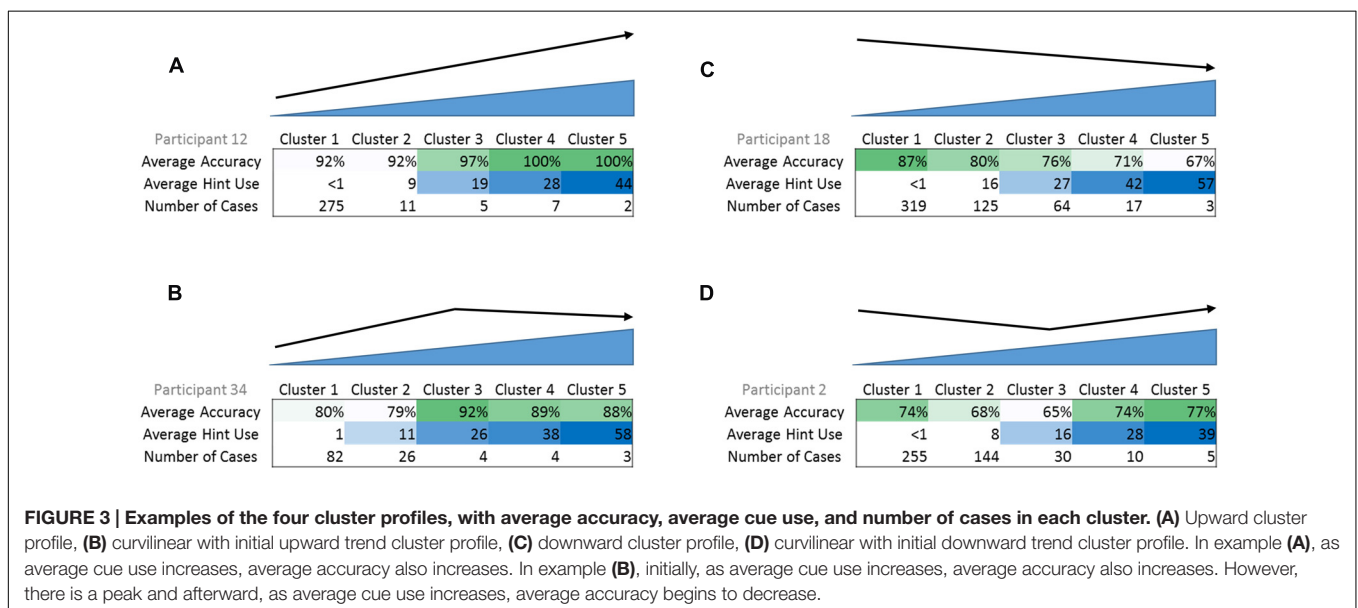 A
Participant 12 Cluster 1 Cluster 2 Cluster 3 Cluster 4 Cluster 5
Average Accuracy 92% 92% 97% 100% 100%
Average Hint Use <1 9 19 28 44
Number of Cases 275 11 5 7 2
C
Participant 18 Cluster 1 Cluster 2 Cluster 3 Cluster 4 Cluster 5
Average Accuracy 87% 80% 76% 71% 67%
Average Hint Use <1 16 27 42 57
Number of Cases 319 125 64 17 3
B
Participant 34 Cluster 1 Cluster 2 Cluster 3 Cluster 4 Cluster 5
Average Accuracy 80% 79% 92% 89% 88%
Average Hint Use 1 11 26 38 58
Number of Cases 82 26 4 4 3
D
Participant 2 Cluster 1 Cluster 2 Cluster 3 Cluster 4 Cluster 5
Average Accuracy 74% 68% 65% 74% 77%
Average Hint Use <1 8 16 28 39
Number of Cases 255 144 30 10 5
FIGURE 3 | Examples of the four cluster profiles, with average accuracy, average cue use, and number of cases in each cluster. (A) Upward cluster
profile, (B) curvilinear with initial upward trend cluster profile, (C) downward cluster profile, (D) curvilinear with initial downward trend cluster profile. In example (A), as
average cue use increases, average accuracy also increases. In example (B), initially, as average cue use increases, average accuracy also increases. However,
there is a peak and afterward, as average cue use increases, average accuracy begins to decrease.